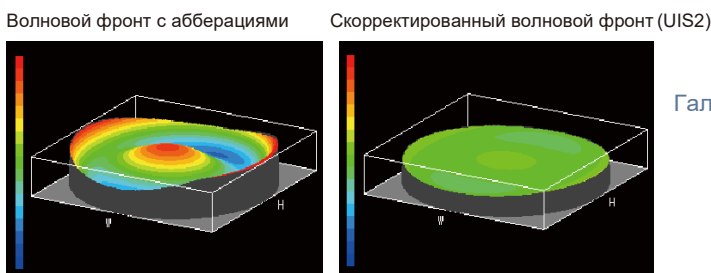 Волновой фронт с абберациями
Скорректированный волновой фронт (UIS2)
Гал
W
H
W
H